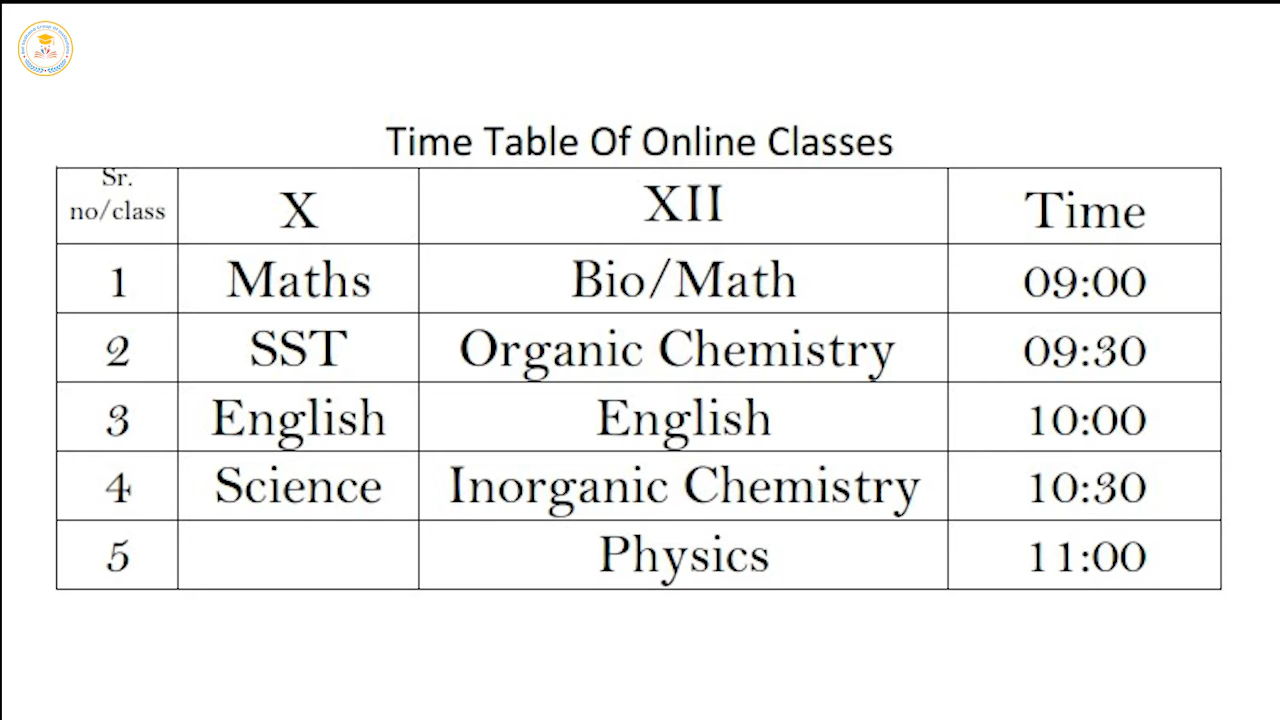 Time Table Of Online Classes
Sr. no/class X XII Time
1 Maths Bio/Math 09:00
2 SST Organic Chemistry 09:30
3 English English 10:00
4 Science Inorganic Chemistry 10:30
5 Physics 11:00